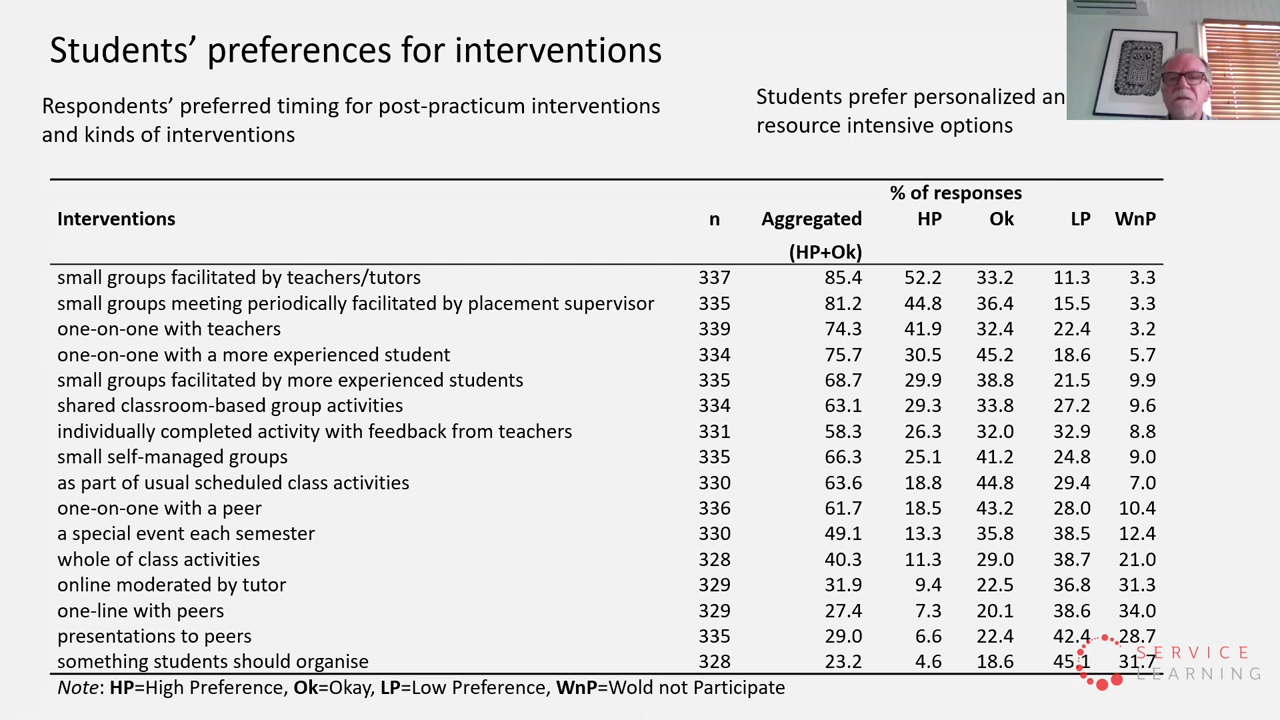 Students' preferences for interventions
Respondents' preferred timing for post-practicum interventions
and kinds of interventions
Students prefer personalized an
resource intensive options
% of responses
Interventions n Aggregated HP Ok LP WnP
(HP+Ok)
small groups facilitated by teachers/tutors 337 85.4 52.2 33.2 11.3 3.3
small groups meeting periodically facilitated by placement supervisor 335 81.2 44.8 36.4 15.5 3.3
one-on-one with teachers 339 74.3 41.9 32.4 22.4 3.2
one-on-one with a more experienced student 334 75.7 30.5 45.2 18.6 5.7
small groups facilitated by more experienced students 335 68.7 29.9 38.8 21.5 9.9
shared classroom-based group activities 334 63.1 29.3 33.8 27.2 9.6
individually completed activity with feedback from teachers 331 58.3 26.3 32.0 32.9 8.8
small self-managed groups 335 66.3 25.1 41.2 24.8 9.0
as part of usual scheduled class activities 330 63.6 18.8 44.8 29.4 7.0
one-on-one with a peer 336 61.7 18.5 43.2 28.0 10.4
a special event each semester 330 49.1 13.3 35.8 38.5 12.4
whole of class activities 328 40.3 11.3 29.0 38.7 21.0
online moderated by tutor 329 31.9 9.4 22.5 36.8 31.3
one-line with peers 329 27.4 7.3 20.1 38.6 34.0
presentations to peers 335 29.0 6.6 22.4 42.4 28.7
something students should organise 328 23.2 4.6 18.6 45.1 31.7
Note: HP=High Preference, Ok=Okay, LP=Low Preference, WnP=Wold not Participate
SERVICE
LEARNING